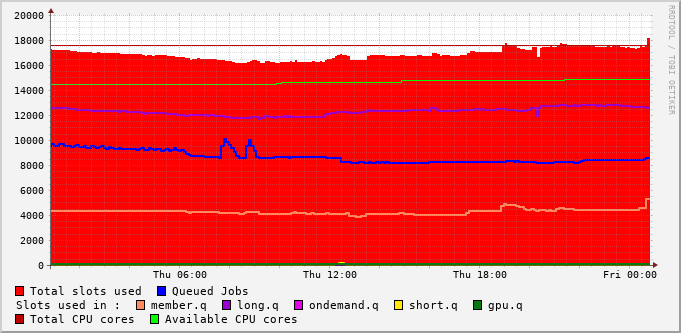 20000
18000
16000
14000
12000
10000
8000
6000
4000
2000
0
Thu 06:00 Thu 12:00 Thu 18:00 Fri 00:00
Total slots used Queued Jobs
Slots used in : member.q long.q ondemand.q short.q gpu.q
Total CPU cores Available CPU cores
RRDTOOL / TOBI OETIKER